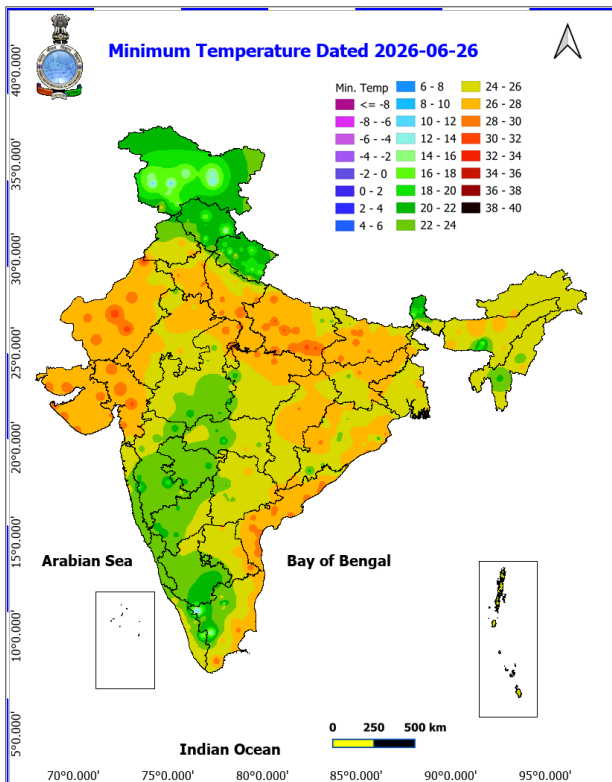 Minimum Temperature Dated 2026-06-26
Min. Temp
<= -8
-8 - -6
-6 - -4
-4 - -2
-2 - 0
0 - 2
2 - 4
4 - 6
6 - 8
8 - 10
10 - 12
12 - 14
14 - 16
16 - 18
18 - 20
20 - 22
22 - 24
24 - 26
26 - 28
28 - 30
30 - 32
32 - 34
34 - 36
36 - 38
38 - 40
40°0.000'
35°0.000'
30°0.000'
25°0.000'
20°0.000'
15°0.000'
10°0.000'
5°0.000'
Arabian Sea
Bay of Bengal
Indian Ocean
0 250 500 km
70°0.000' 75°0.000' 80°0.000' 85°0.000' 90°0.000' 95°0.000'